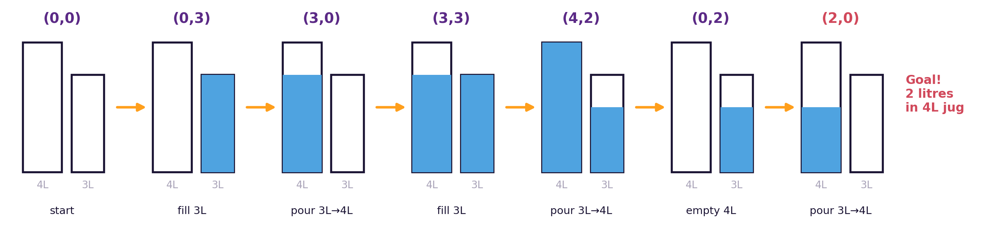 (0,0) (0,3) (3,0) (3,3) (4,2) (0,2) (2,0)
Goal!
2 litres
in 4L jug
4L 3L 4L 3L 4L 3L 4L 3L 4L 3L 4L 3L 4L 3L
start fill 3L pour 3L→4L fill 3L pour 3L→4L empty 4L pour 3L→4L